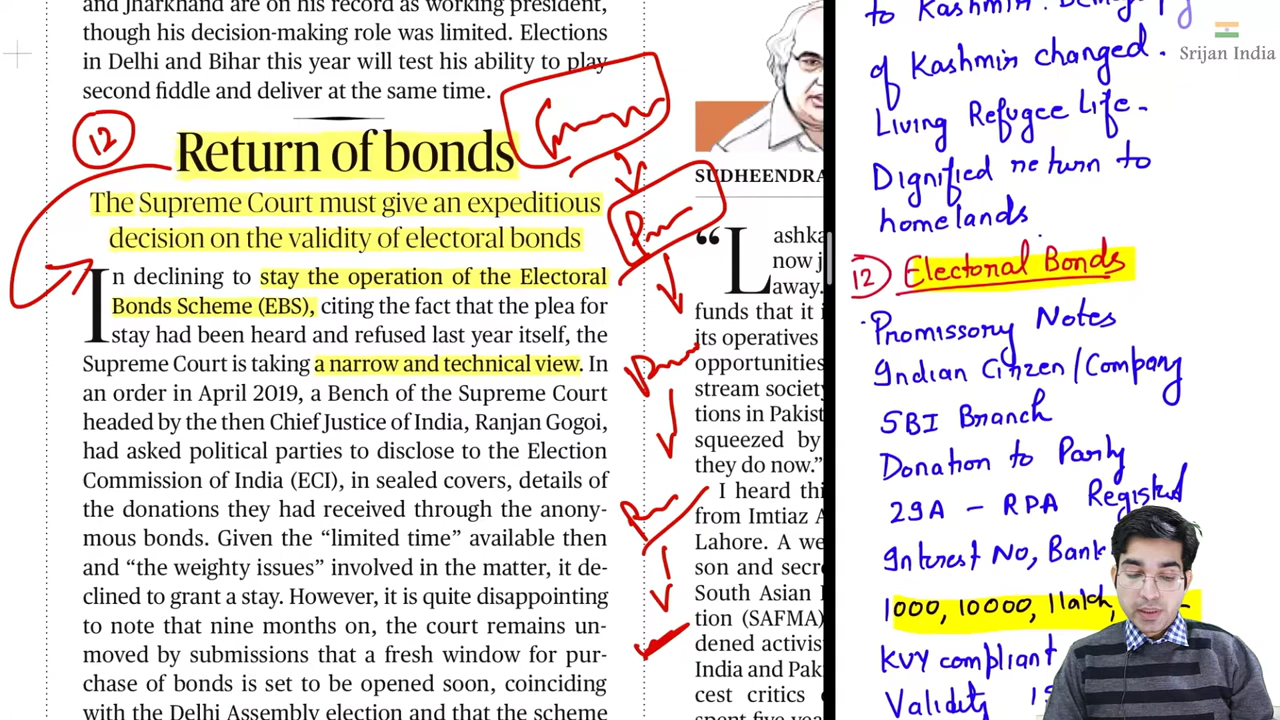 and Jharkhand are on his record as working president,
though his decision-making role was limited. Elections
in Delhi and Bihar this year will test his ability to play
second fiddle and deliver at the same time.
12
Return of bonds
The Supreme Court must give an expeditious
decision on the validity of electoral bonds
In declining to stay the operation of the Electoral
Bonds Scheme (EBS), citing the fact that the plea for
stay had been heard and refused last year itself, the
Supreme Court is taking a narrow and technical view. In
an order in April 2019, a Bench of the Supreme Court
headed by the then Chief Justice of India, Ranjan Gogoi,
had asked political parties to disclose to the Election
Commission of India (ECI), in sealed covers, details of
the donations they had received through the anony-
mous bonds. Given the “limited time” available then
and “the weighty issues” involved in the matter, it de-
clined to grant a stay. However, it is quite disappointing
to note that nine months on, the court remains un-
moved by submissions that a fresh window for pur-
chase of bonds is set to be opened soon, coinciding
with the Delhi Assembly election and that the scheme
SUDHEENDRA
“L ashka
now j
away.
funds that it i
its operatives
opportunities
stream society
tions in Pakist
squeezed by
they do now.”
I heard thi
from Imtiaz A
Lahore. A we
son and secre
South Asian
tion (SAFMA)
dened activis
India and Pak
cest critics
spent five yea
Srijan India
to Kashmir.
of Kashmir changed.
Living Refugee Life.
Dignified return to
homelands
12 Electoral Bonds
Promissory Notes
Indian Citizen/Company
SBI Branch
Donation to Party
29A - RPA Registed
Interest No, Bank
1000, 10000, 1 lakh,
KVY compliant
Validity